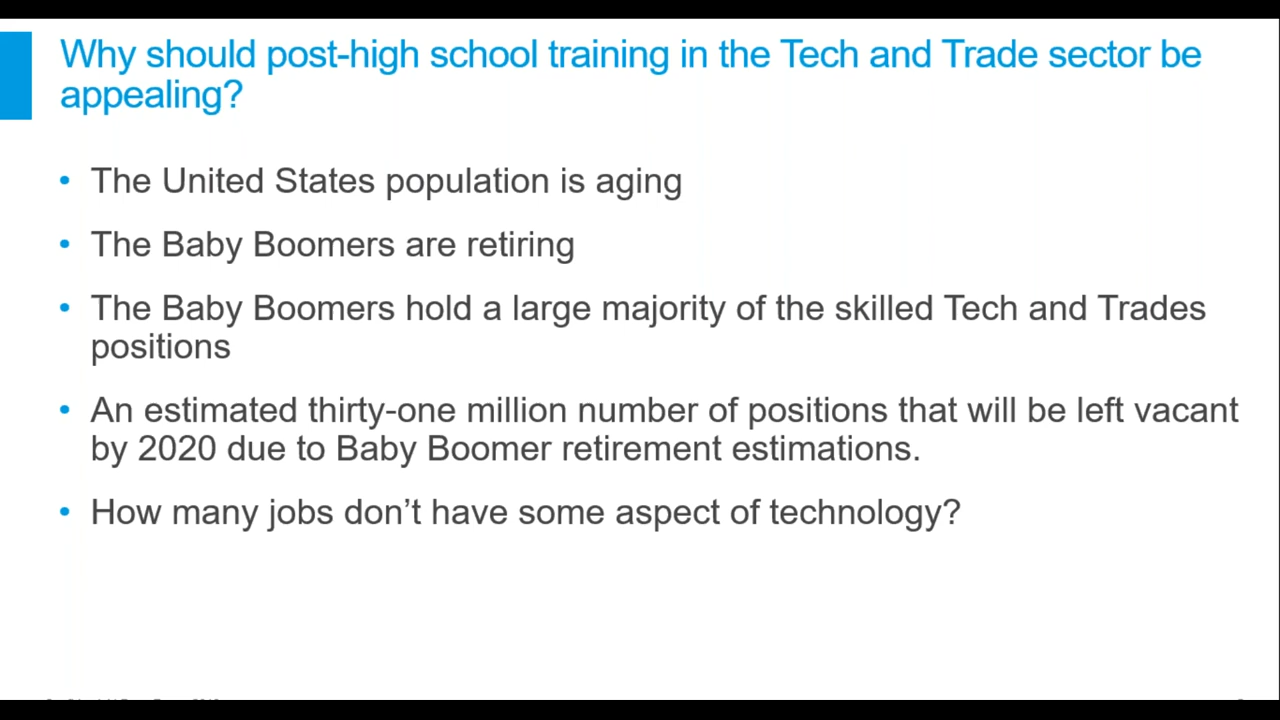 Why should post-high school training in the Tech and Trade sector be
appealing?
• The United States population is aging
• The Baby Boomers are retiring
• The Baby Boomers hold a large majority of the skilled Tech and Trades
positions
• An estimated thirty-one million number of positions that will be left vacant
by 2020 due to Baby Boomer retirement estimations.
• How many jobs don’t have some aspect of technology?